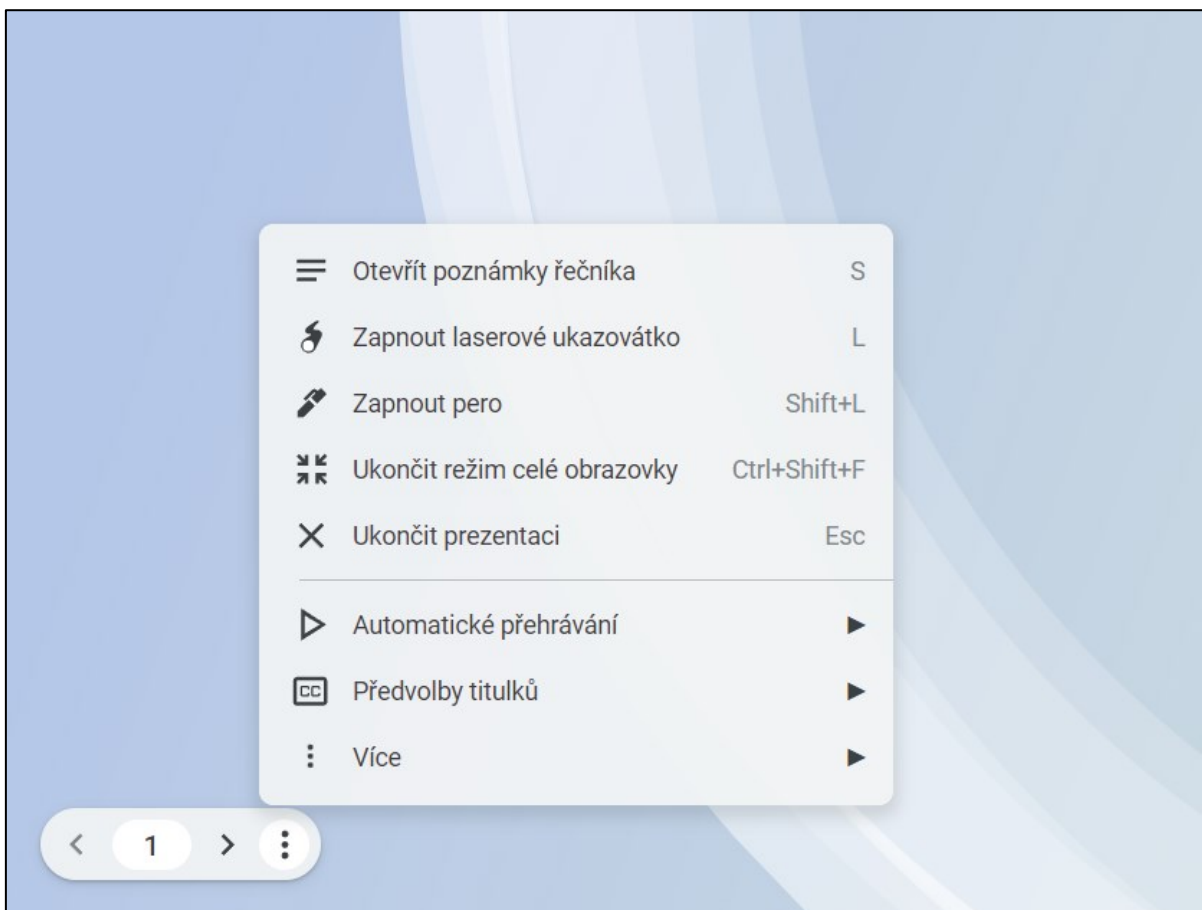 Otevřít poznámky řečníka S
Zapnout laserové ukazovátko L
Zapnout pero Shift+L
Ukončit režim celé obrazovky Ctrl+Shift+F
Ukončit prezentaci Esc
Automatické přehrávání
CC Předvolby titulků
Více
1